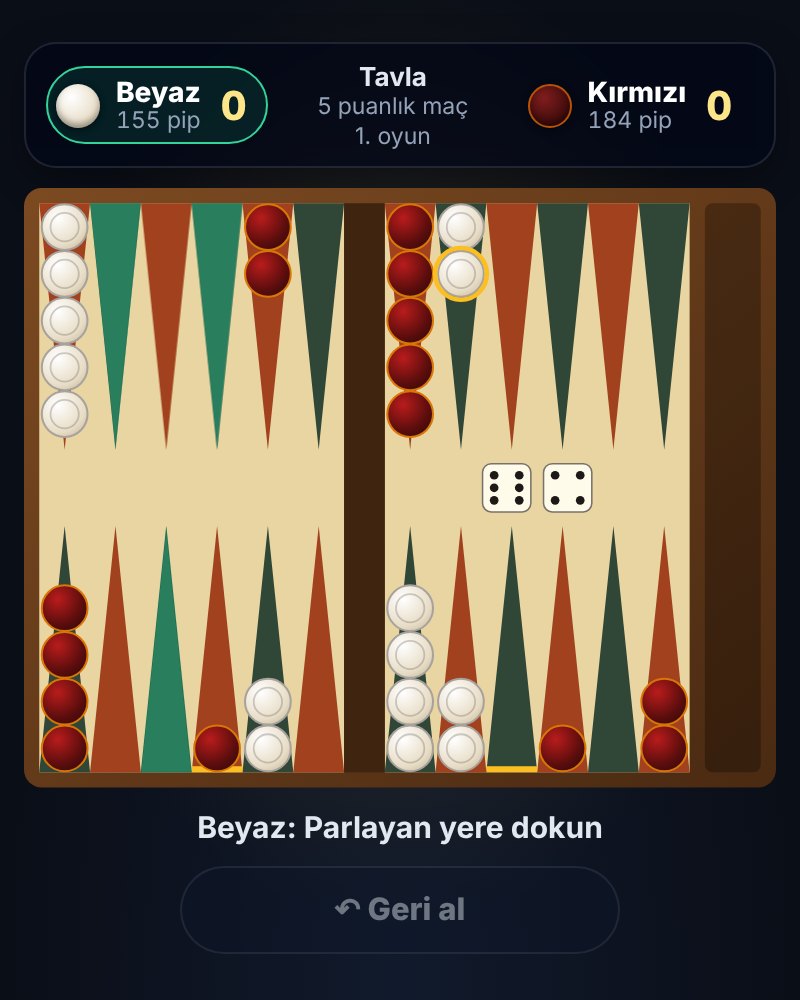 Beyaz
155 pip
0
Tavla
5 puanlık maç
1. oyun
Kırmızı
184 pip
0
Beyaz: Parlayan yere dokun
↶ Geri al